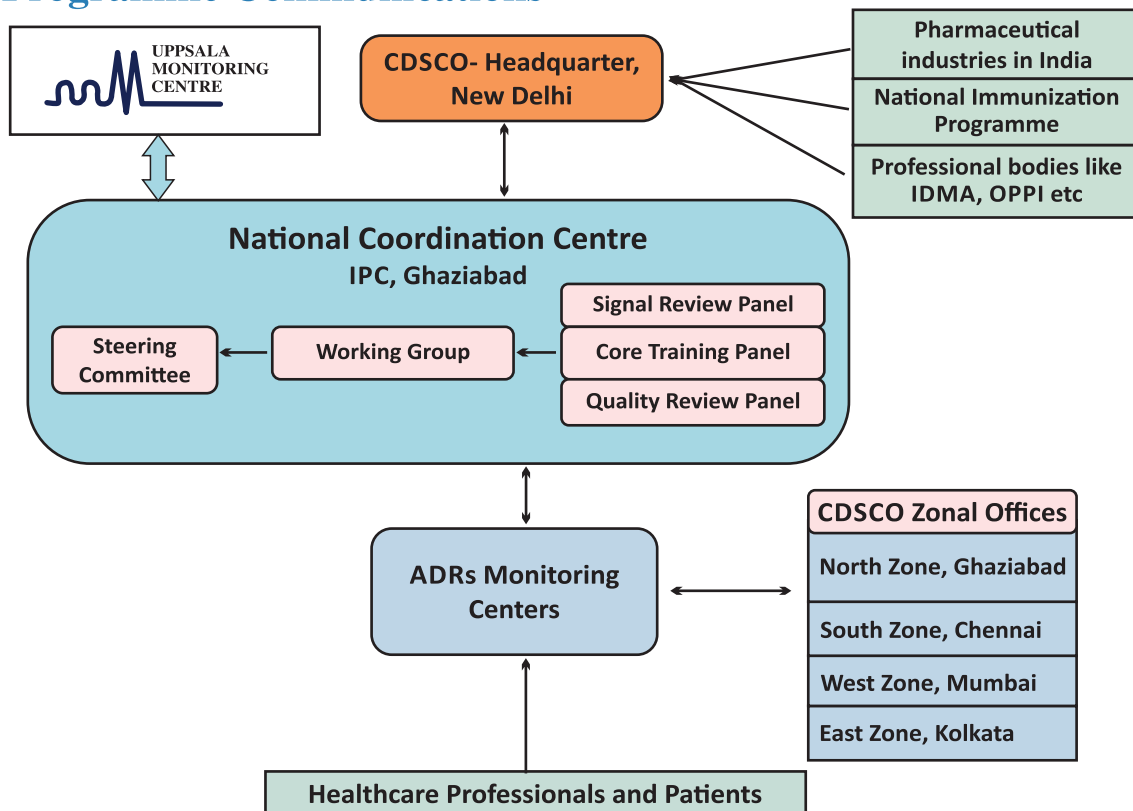 Programme Communications
UPPSALA
MONITORING
CENTRE
CDSCO- Headquarter,
New Delhi
Pharmaceutical
industries in India
National Immunization
Programme
Professional bodies like
IDMA, OPPI etc
National Coordination Centre
IPC, Ghaziabad
Steering
Committee
Working Group
Signal Review Panel
Core Training Panel
Quality Review Panel
ADRs Monitoring
Centers
CDSCO Zonal Offices
North Zone, Ghaziabad
South Zone, Chennai
West Zone, Mumbai
East Zone, Kolkata
Healthcare Professionals and Patients